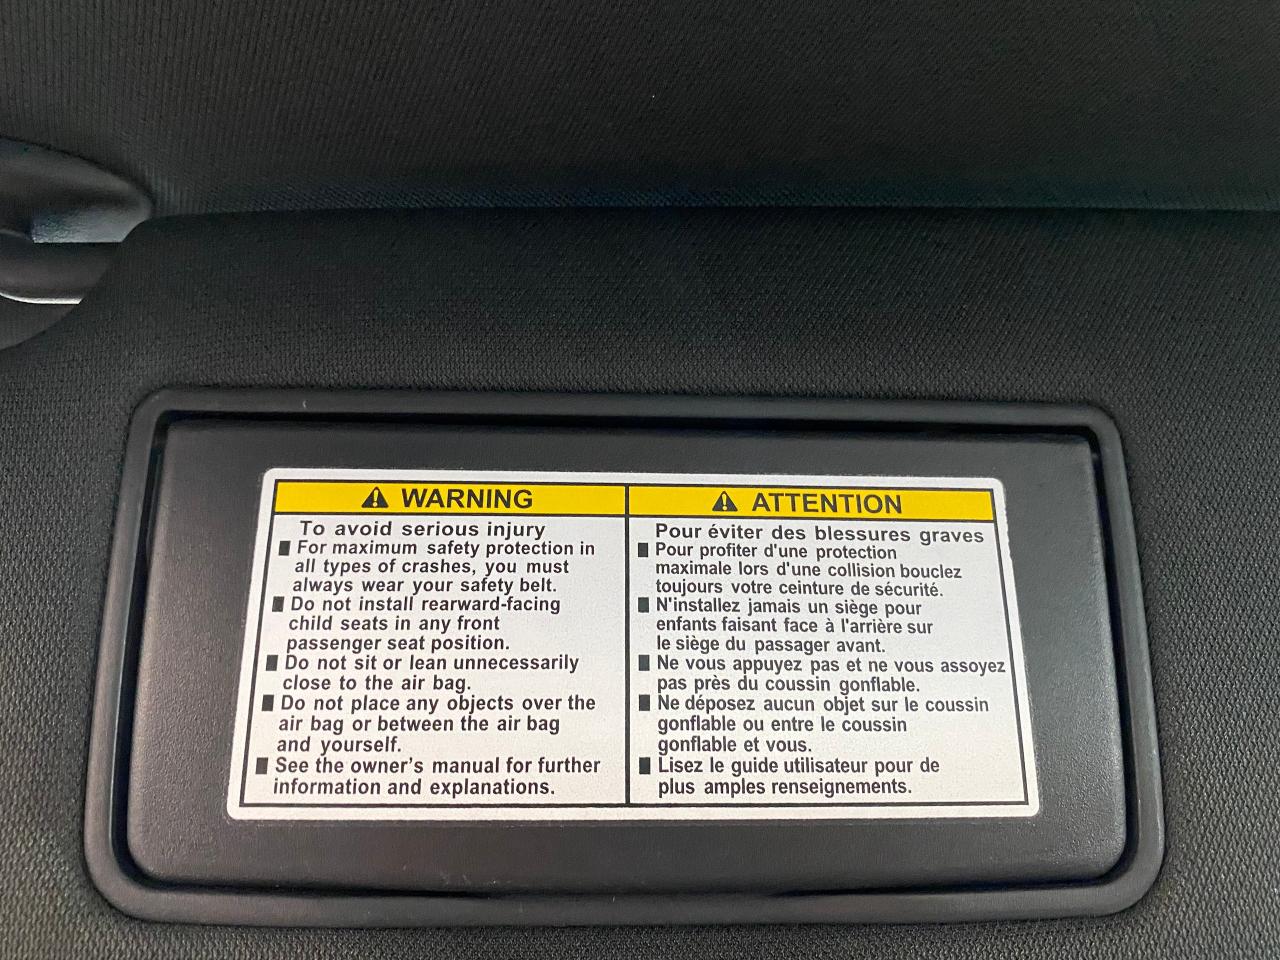 WARNING
To avoid serious injury
For maximum safety protection in
all types of crashes, you must
always wear your safety belt.
Do not install rearward-facing
child seats in any front
passenger seat position.
Do not sit or lean unnecessarily
close to the air bag.
Do not place any objects over the
air bag or between the air bag
and yourself.
See the owner's manual for further
information and explanations.
ATTENTION
Pour éviter des blessures graves
Pour profiter d'une protection
maximale lors d'une collision bouclez
toujours votre ceinture de sécurité.
N'installez jamais un siège pour
enfants faisant face à l'arrière sur
le siège du passager avant.
Ne vous appuyez pas et ne vous assoyez
pas près du coussin gonflable.
Ne déposez aucun objet sur le coussin
gonflable ou entre le coussin
gonflable et vous.
Lisez le guide utilisateur pour de
plus amples renseignements.